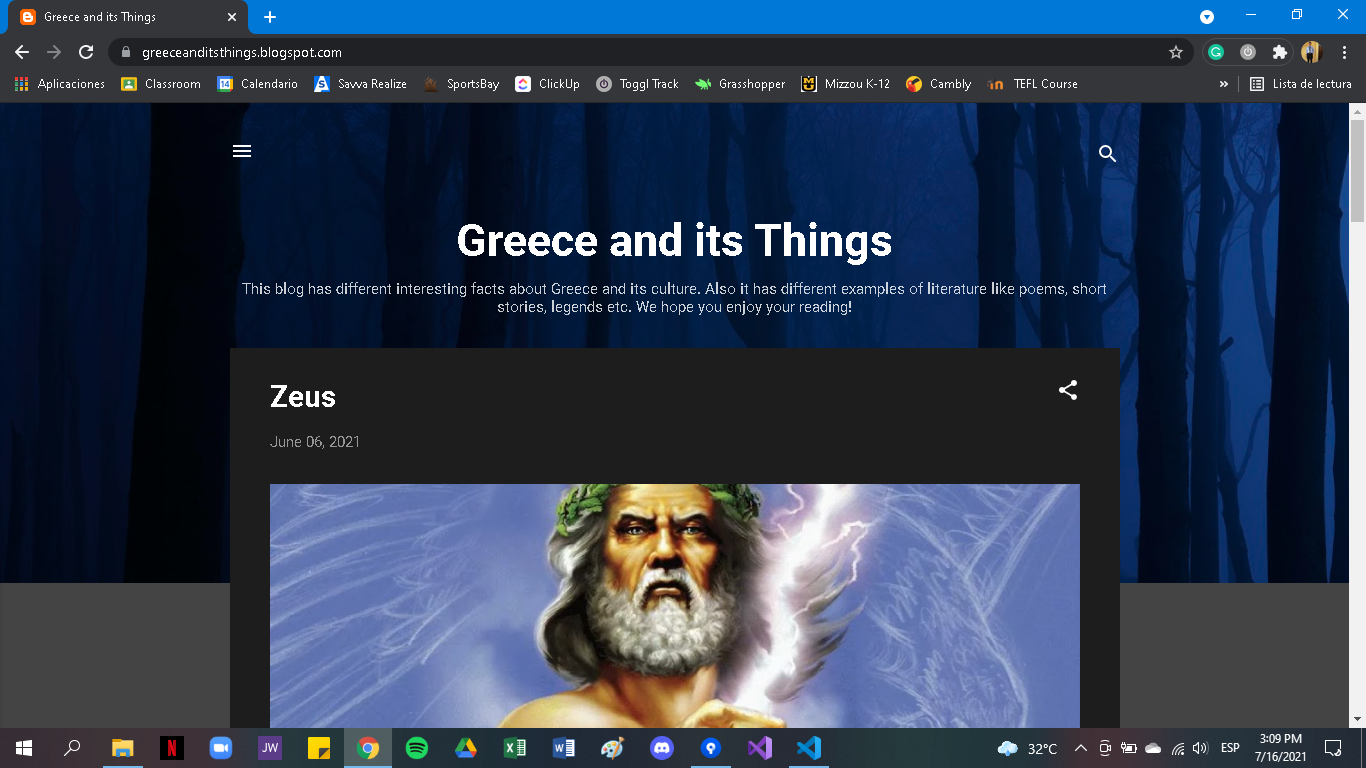 Greece and its Things
greeceanditsthings.blogspot.com
Aplicaciones Classroom 14 Calendario Savva Realize SportsBay ClickUp Toggl Track Grasshopper Mizzou K-12 Cambly TEFL Course » Lista de lectura
Greece and its Things
This blog has different interesting facts about Greece and its culture. Also it has different examples of literature like poems, short
stories, legends etc. We hope you enjoy your reading!
Zeus
June 06, 2021
N JW 32°C ESP 3:09 PM
7/16/2021